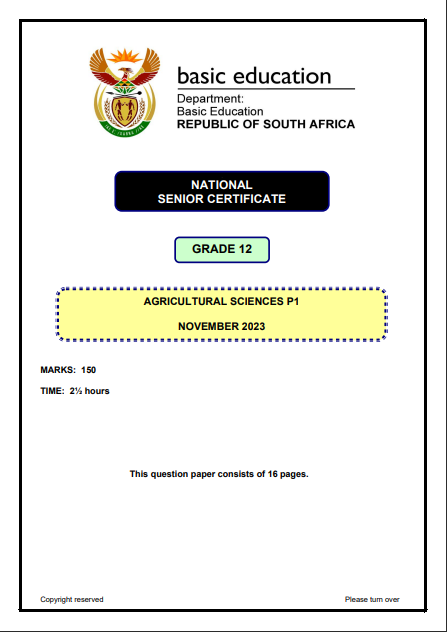 basic education
Department:
Basic Education
REPUBLIC OF SOUTH AFRICA
NATIONAL
SENIOR CERTIFICATE
GRADE 12
AGRICULTURAL SCIENCES P1
NOVEMBER 2023
MARKS: 150
TIME: 2½ hours
This question paper consists of 16 pages.
Copyright reserved
Please turn over